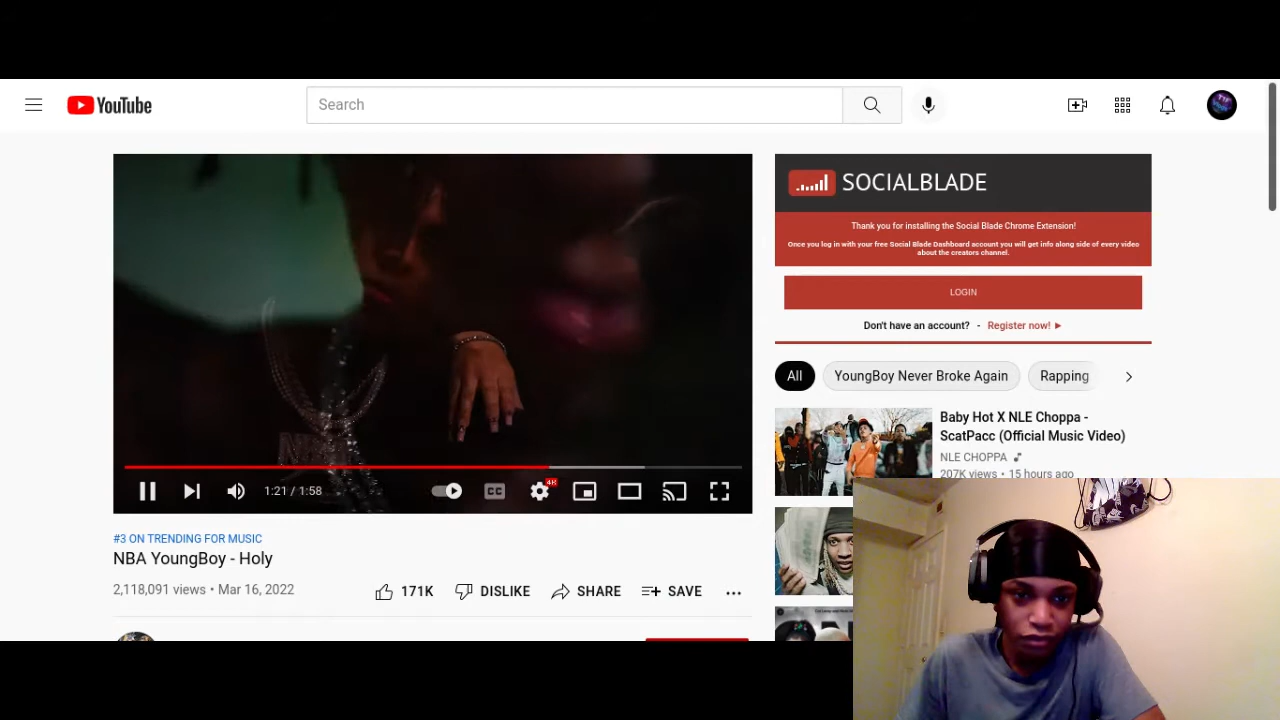 YouTube
Search
SOCIALBLADE
Thank you for installing the Social Blade Chrome Extension!
Once you log in with your free Social Blade Dashboard account you will get info along side of every video
about the creators channel.
LOGIN
Don't have an account? - Register now! ►
All
YoungBoy Never Broke Again
Rapping
Baby Hot X NLE Choppa -
ScatPacc (Official Music Video)
NLE CHOPPA
207K views • 15 hours ago
1:21 / 1:58
CC
4K
#3 ON TRENDING FOR MUSIC
NBA YoungBoy - Holy
2,118,091 views • Mar 16, 2022
171K
DISLIKE
SHARE
SAVE